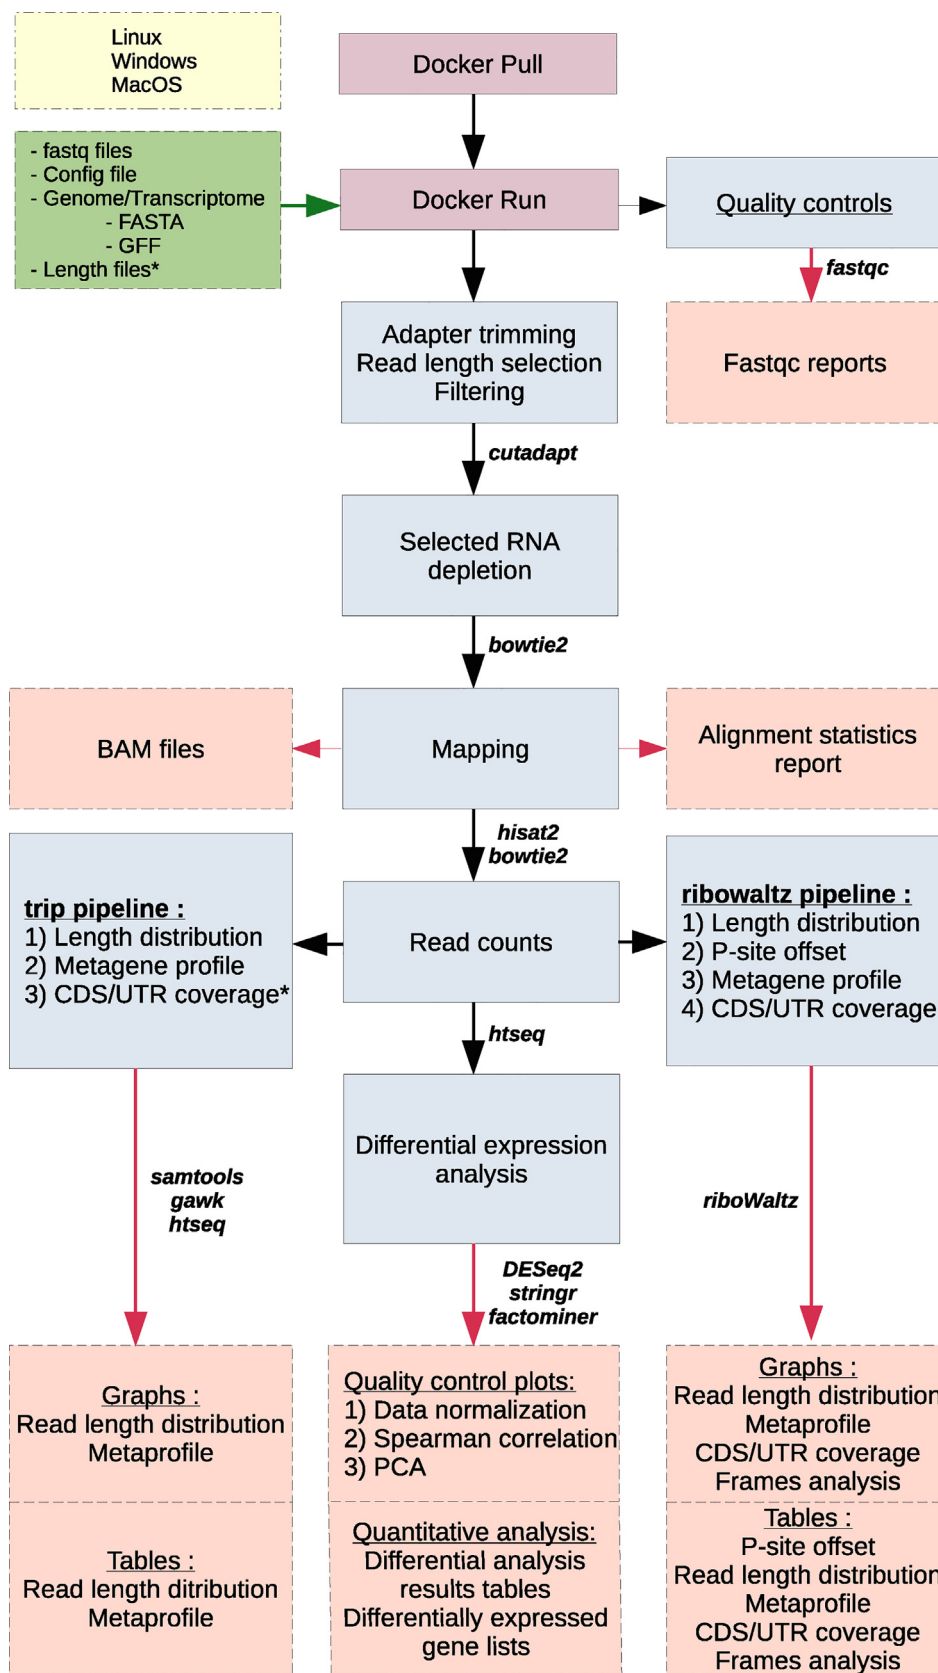 Linux
Windows
MacOS
Docker Pull
- fastq files
- Config file
- Genome/Transcriptome
- FASTA
- GFF
- Length files*
Docker Run
Quality controls
fastqc
Adapter trimming
Read length selection
Filtering
Fastqc reports
cutadapt
Selected RNA
depletion
bowtie2
BAM files
Mapping
Alignment statistics
report
hisat2
bowtie2
trip pipeline :
1) Length distribution
2) Metagene profile
3) CDS/UTR coverage*
Read counts
ribowaltz pipeline :
1) Length distribution
2) P-site offset
3) Metagene profile
4) CDS/UTR coverage
htseq
Differential expression
analysis
samtools
gawk
htseq
riboWaltz
DESeq2
stringr
factominer
Graphs :
Read length distribution
Metaprofile
Quality control plots:
1) Data normalization
2) Spearman correlation
3) PCA
Graphs :
Read length distribution
Metaprofile
CDS/UTR coverage
Frames analysis
Tables :
Read length ditribution
Metaprofile
Quantitative analysis:
Differential analysis
results tables
Differentially expressed
gene lists
Tables :
P-site offset
Read length distribution
Metaprofile
CDS/UTR coverage
Frames analysis